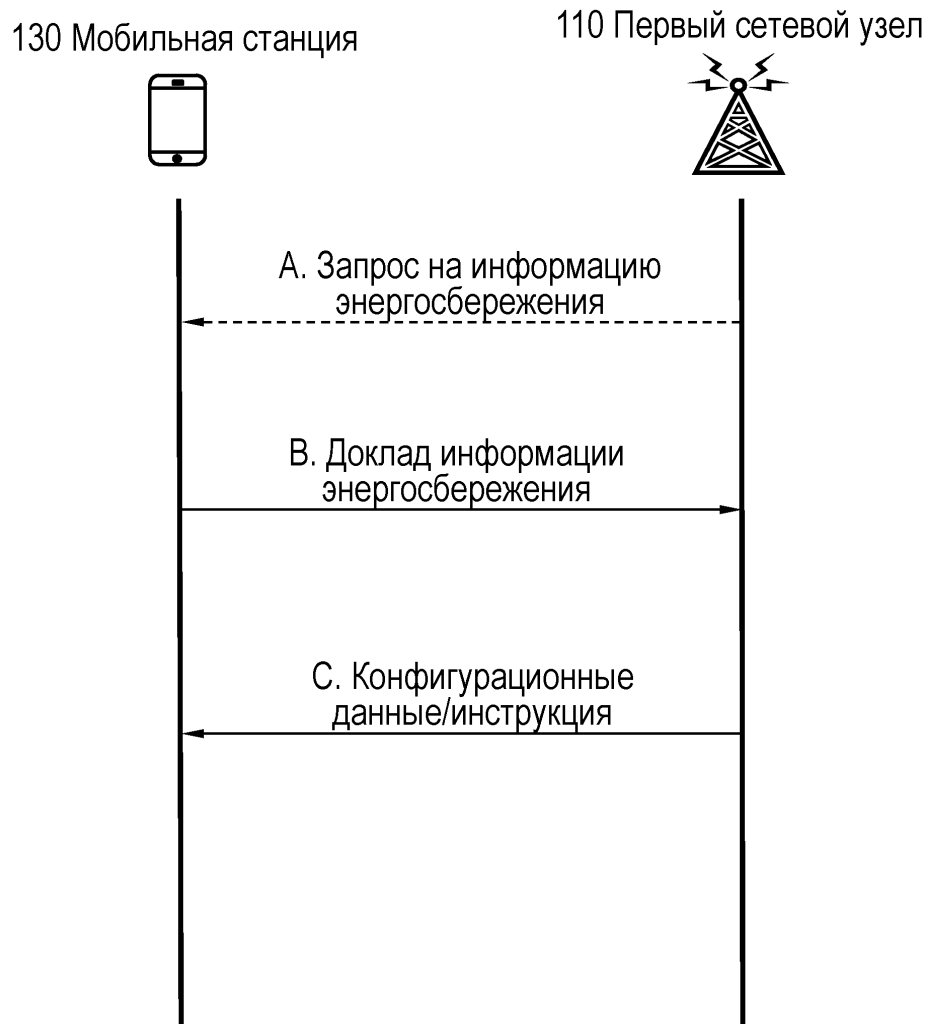 130 Мобильная станция
110 Первый сетевой узел
A. Запрос на информацию
энергосбережения
B. Доклад информации
энергосбережения
C. Конфигурационные
данные/инструкция